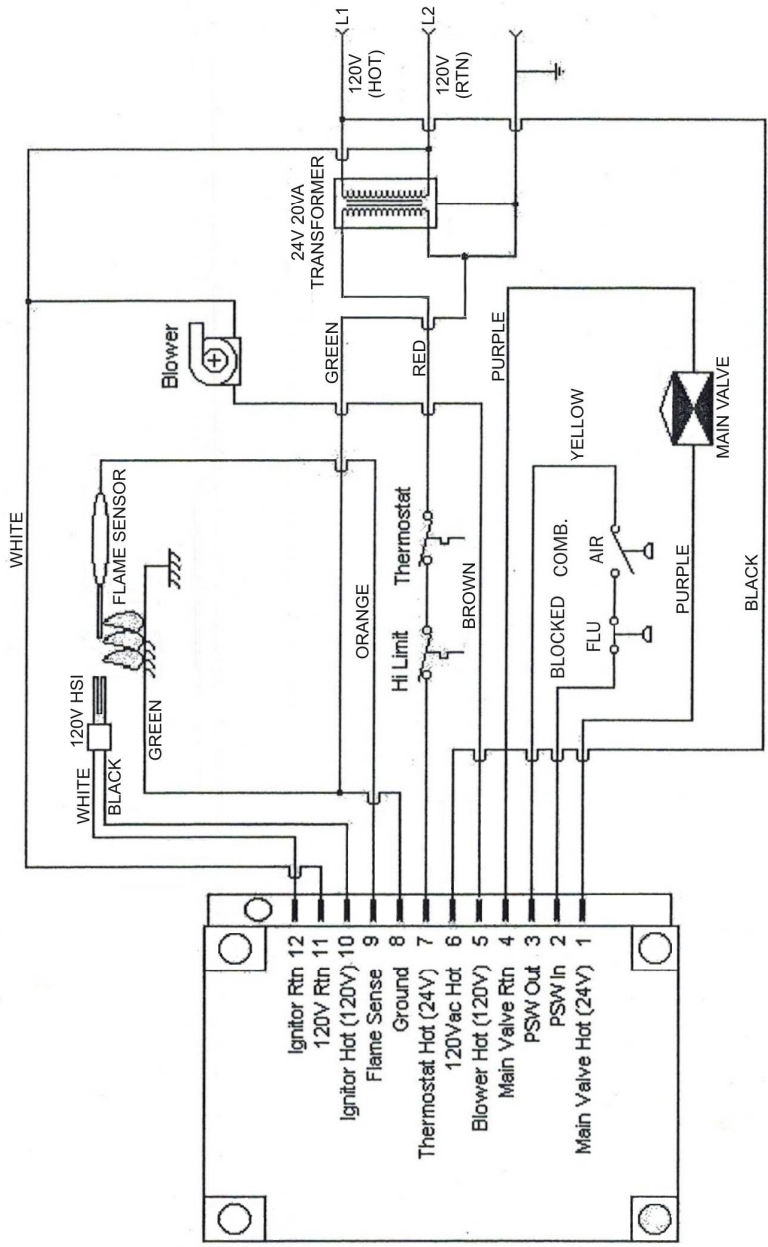 L1
120V
(HOT)
L2
120V
(RTN)
24V 20VA
TRANSFORMER
Blower
GREEN
RED
PURPLE
YELLOW
MAIN VALVE
WHITE
FLAME SENSOR
Thermostat
COMB.
AIR
120V HSI
ORANGE
Hi Limit
BROWN
BLOCKED
FLU
PURPLE
BLACK
WHITE
BLACK
GREEN
Ignitor Rtn 12
120V Rtn 11
Ignitor Hot (120V) 10
Flame Sense 9
Ground 8
Thermostat Hot (24V) 7
120Vac Hot 6
Blower Hot (120V) 5
Main Valve Rtn 4
PSW Out 3
PSW In 2
Main Valve Hot (24V) 1